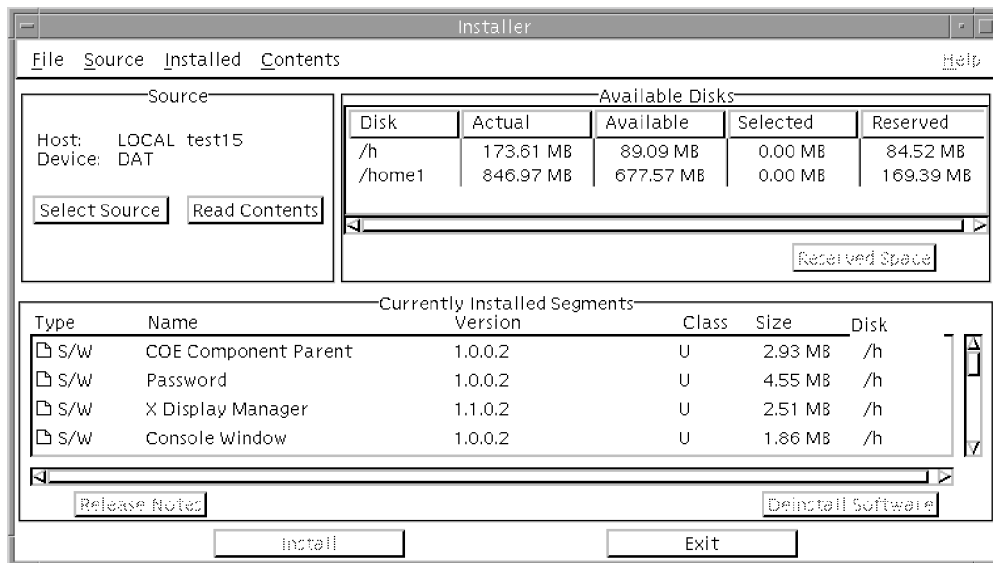 Installer
File Source Installed Contents Help
Source
Host: LOCAL test15
Device: DAT
Select Source Read Contents
Available Disks
Disk Actual Available Selected Reserved
/h 173.61 MB 89.09 MB 0.00 MB 84.52 MB
/home1 846.97 MB 677.57 MB 0.00 MB 169.39 MB
Reserved Space
Currently Installed Segments
Type Name Version Class Size Disk
S/W COE Component Parent 1.0.0.2 U 2.93 MB /h
S/W Password 1.0.0.2 U 4.55 MB /h
S/W X Display Manager 1.1.0.2 U 2.51 MB /h
S/W Console Window 1.0.0.2 U 1.86 MB /h
Release Notes Deinstall Software
Install Exit